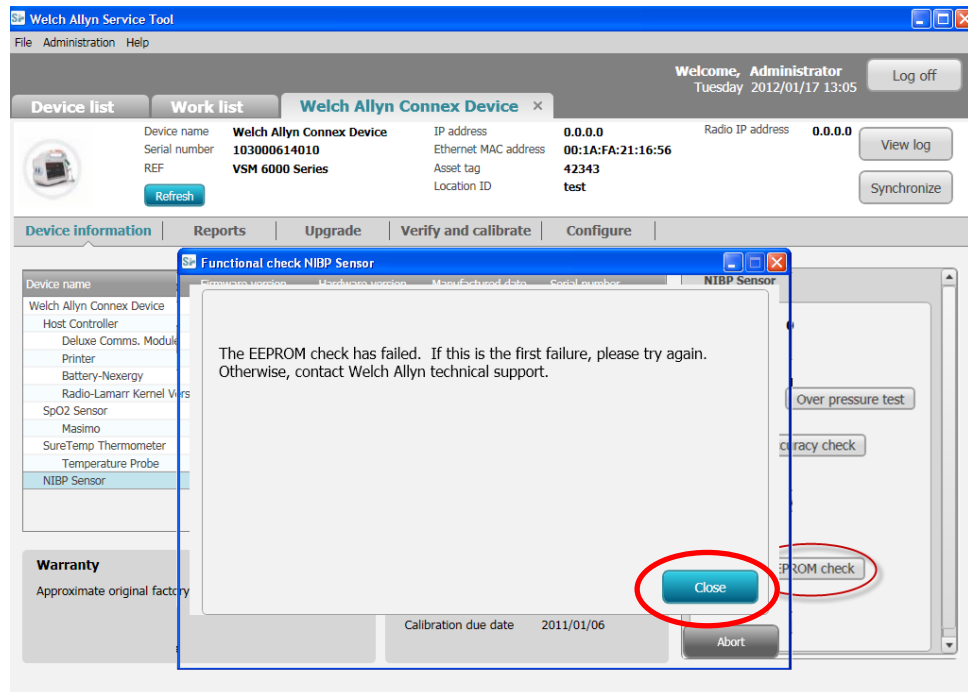 Welch Allyn Service Tool
File Administration Help
Welcome, Administrator
Tuesday 2012/01/17 13:05
Log off
Device list Work list Welch Allyn Connex Device ×
Device name Welch Allyn Connex Device IP address 0.0.0.0 Radio IP address 0.0.0.0
Serial number 103000614010 Ethernet MAC address 00:1A:FA:21:16:56
View log
REF VSM 6000 Series Asset tag 42343
Refresh Location ID test
Synchronize
Device information Reports Upgrade Verify and calibrate Configure
Functional check NIBP Sensor
Device name Firmware version Hardware version Manufactured date Serial number NIBP Sensor
Welch Allyn Connex Device
Host Controller
Deluxe Comms. Module
Printer
Battery-Nexergy
Radio-Lamarr Kernel Vers
SpO2 Sensor
Masimo
SureTemp Thermometer
Temperature Probe
NIBP Sensor
The EEPROM check has failed. If this is the first failure, please try again.
Otherwise, contact Welch Allyn technical support.
Over pressure test
curacy check
EPROM check
Close
Warranty
Approximate original factory
Calibration due date 2011/01/06
Abort